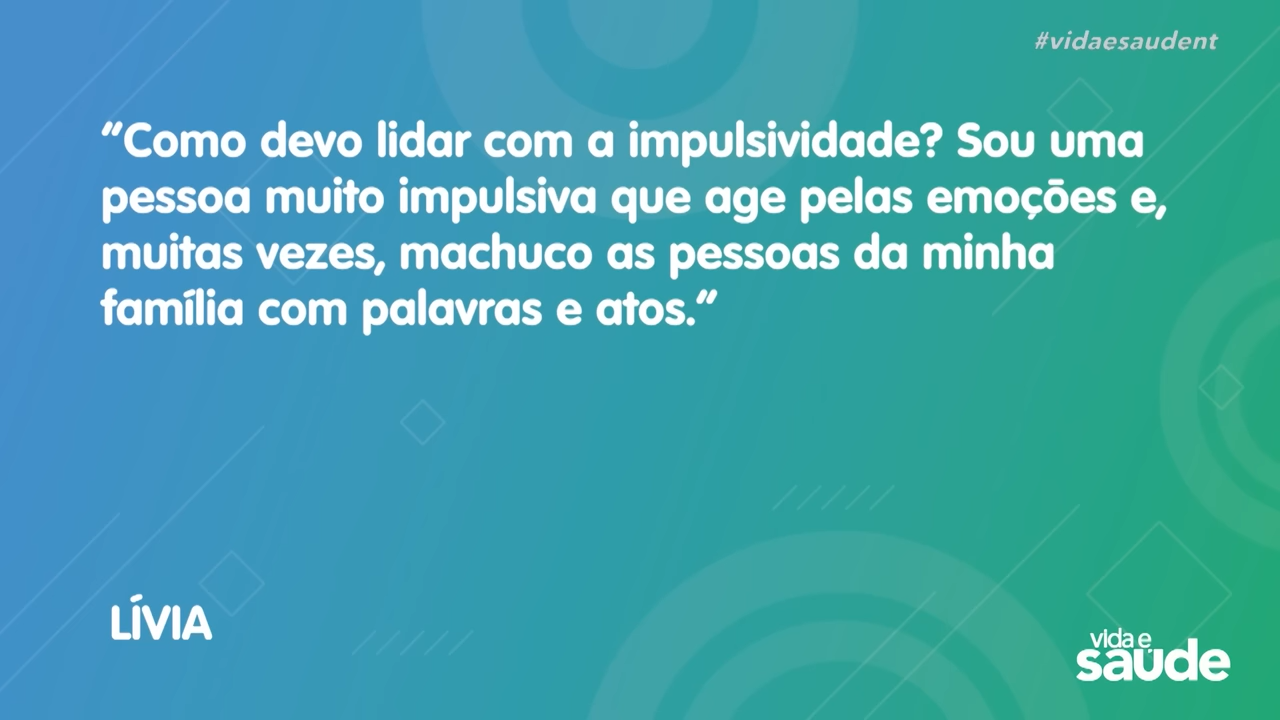 #vidaesaudent
“Como devo lidar com a impulsividade? Sou uma
pessoa muito impulsiva que age pelas emoções e,
muitas vezes, machuco as pessoas da minha
família com palavras e atos.”
LÍVIA
vida e
saúde